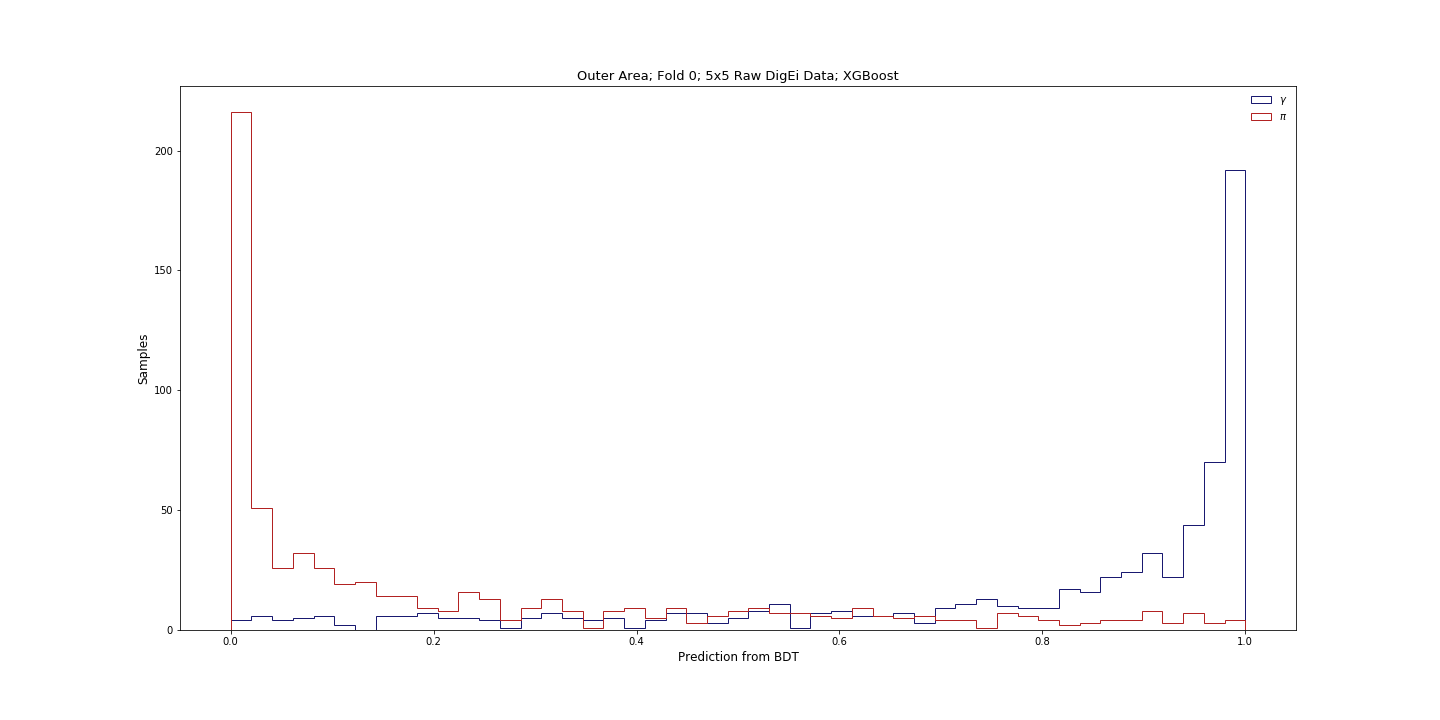 Outer Area; Fold 0; 5x5 Raw DigEi Data; XGBoost
γ
π
200
150
100
50
0
Samples
0.0 0.2 0.4 0.6 0.8 1.0
Prediction from BDT